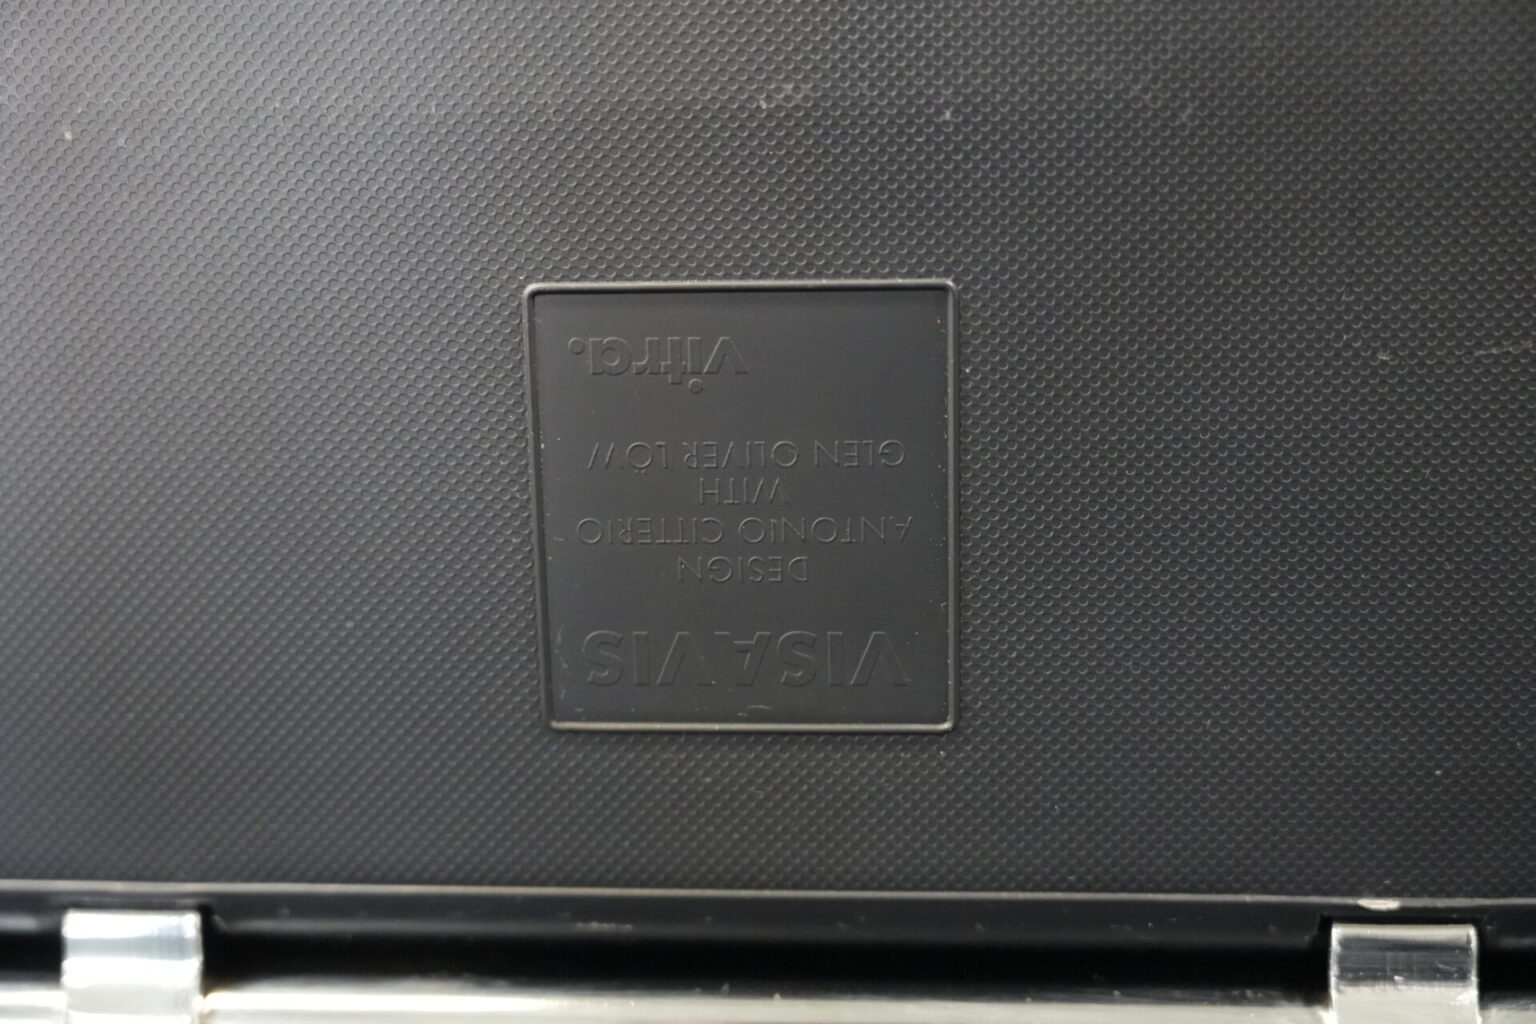 VISAVIS
DESIGN
ANTONIO CITTERIO
WITH
GLEN OLIVER LÖW
vitra.